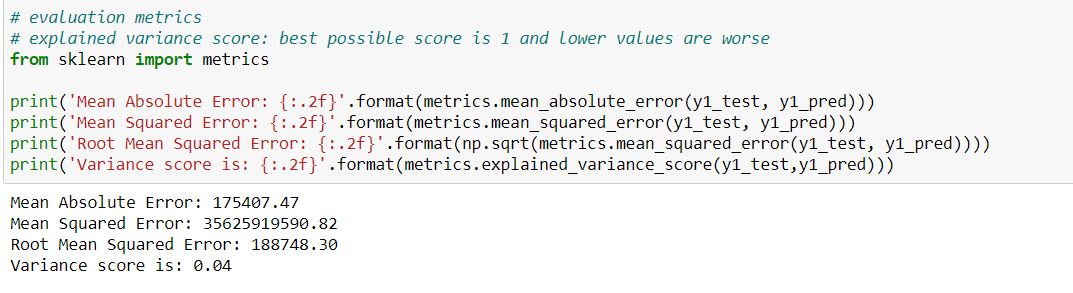 # evaluation metrics
# explained variance score: best possible score is 1 and lower values are worse
from sklearn import metrics
print('Mean Absolute Error: {:.2f}'.format(metrics.mean_absolute_error(y1_test, y1_pred)))
print('Mean Squared Error: {:.2f}'.format(metrics.mean_squared_error(y1_test, y1_pred)))
print('Root Mean Squared Error: {:.2f}'.format(np.sqrt(metrics.mean_squared_error(y1_test, y1_pred))))
print('Variance score is: {:.2f}'.format(metrics.explained_variance_score(y1_test,y1_pred)))
Mean Absolute Error: 175407.47
Mean Squared Error: 35625919590.82
Root Mean Squared Error: 188748.30
Variance score is: 0.04